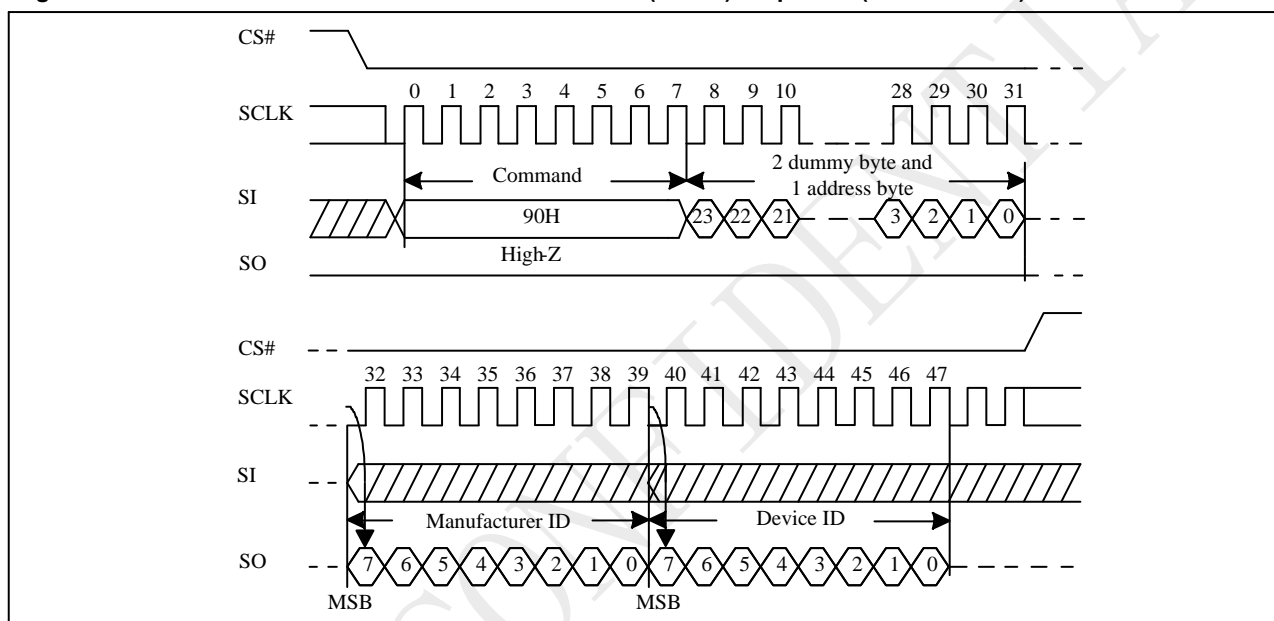 CS#
0 1 2 3 4 5 6 7 8 9 10 28 29 30 31
SCLK
Command
2 dummy byte and
1 address byte
SI
90H
23 22 21 3 2 1 0
High-Z
SO
CS#
32 33 34 35 36 37 38 39 40 41 42 43 44 45 46 47
SCLK
SI
Manufacturer ID
Device ID
SO
7 6 5 4 3 2 1 0 7 6 5 4 3 2 1 0
MSB MSB